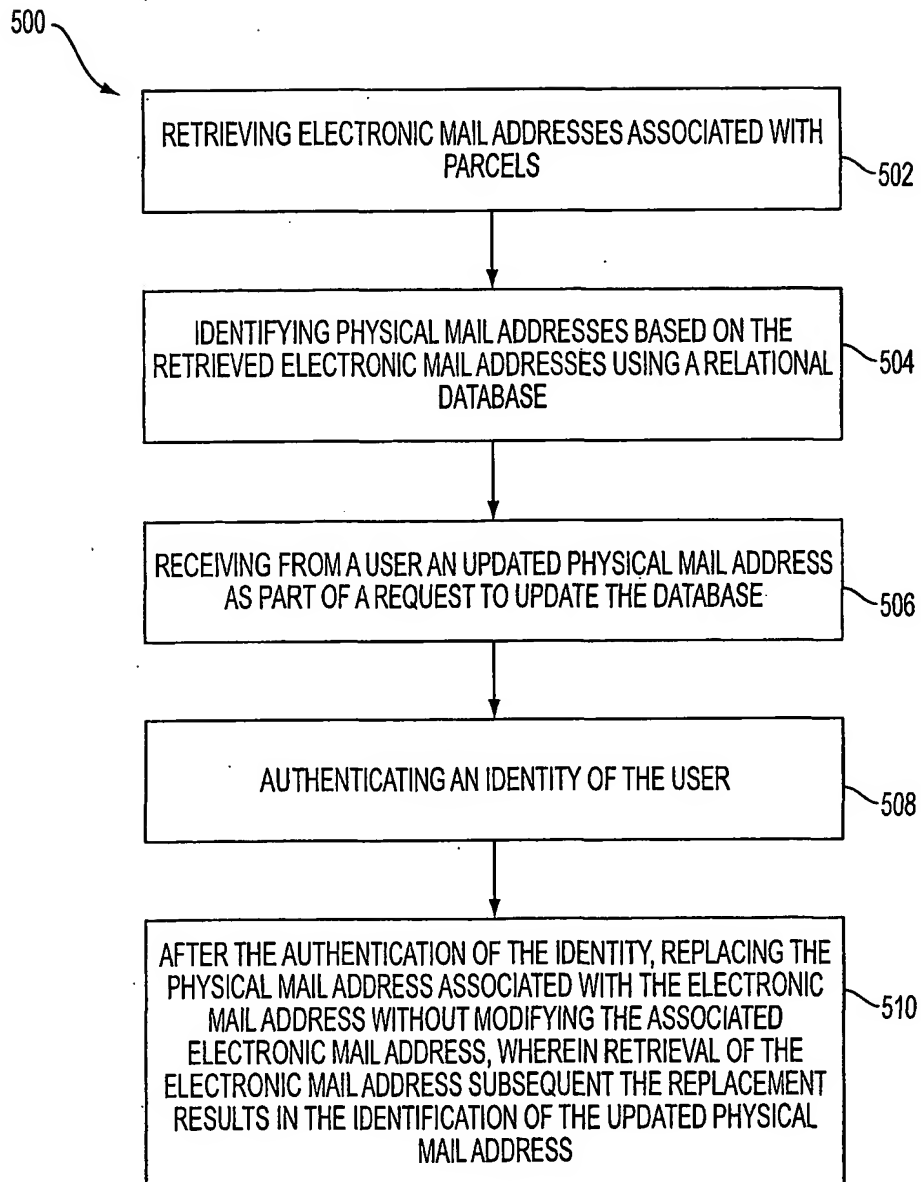 500
RETRIEVING ELECTRONIC MAIL ADDRESSES ASSOCIATED WITH
PARCELS
502
IDENTIFYING PHYSICAL MAIL ADDRESSES BASED ON THE
RETRIEVED ELECTRONIC MAIL ADDRESSES USING A RELATIONAL
DATABASE
504
RECEIVING FROM A USER AN UPDATED PHYSICAL MAIL ADDRESS
AS PART OF A REQUEST TO UPDATE THE DATABASE
506
AUTHENTICATING AN IDENTITY OF THE USER
508
AFTER THE AUTHENTICATION OF THE IDENTITY, REPLACING THE
PHYSICAL MAIL ADDRESS ASSOCIATED WITH THE ELECTRONIC
MAIL ADDRESS WITHOUT MODIFYING THE ASSOCIATED
ELECTRONIC MAIL ADDRESS, WHEREIN RETRIEVAL OF THE
ELECTRONIC MAIL ADDRESS SUBSEQUENT THE REPLACEMENT
RESULTS IN THE IDENTIFICATION OF THE UPDATED PHYSICAL
MAIL ADDRESS
510